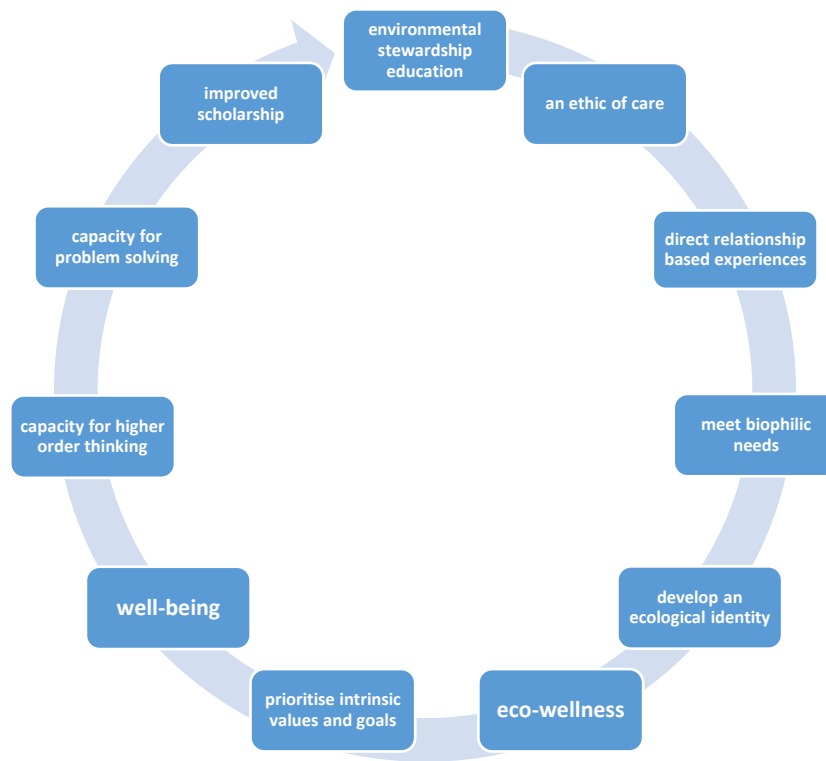 environmental
stewardship
education
an ethic of care
direct relationship
based experiences
meet biophilic
needs
develop an
ecological identity
eco-wellness
prioritise intrinsic
values and goals
well-being
capacity for higher
order thinking
capacity for
problem solving
improved
scholarship